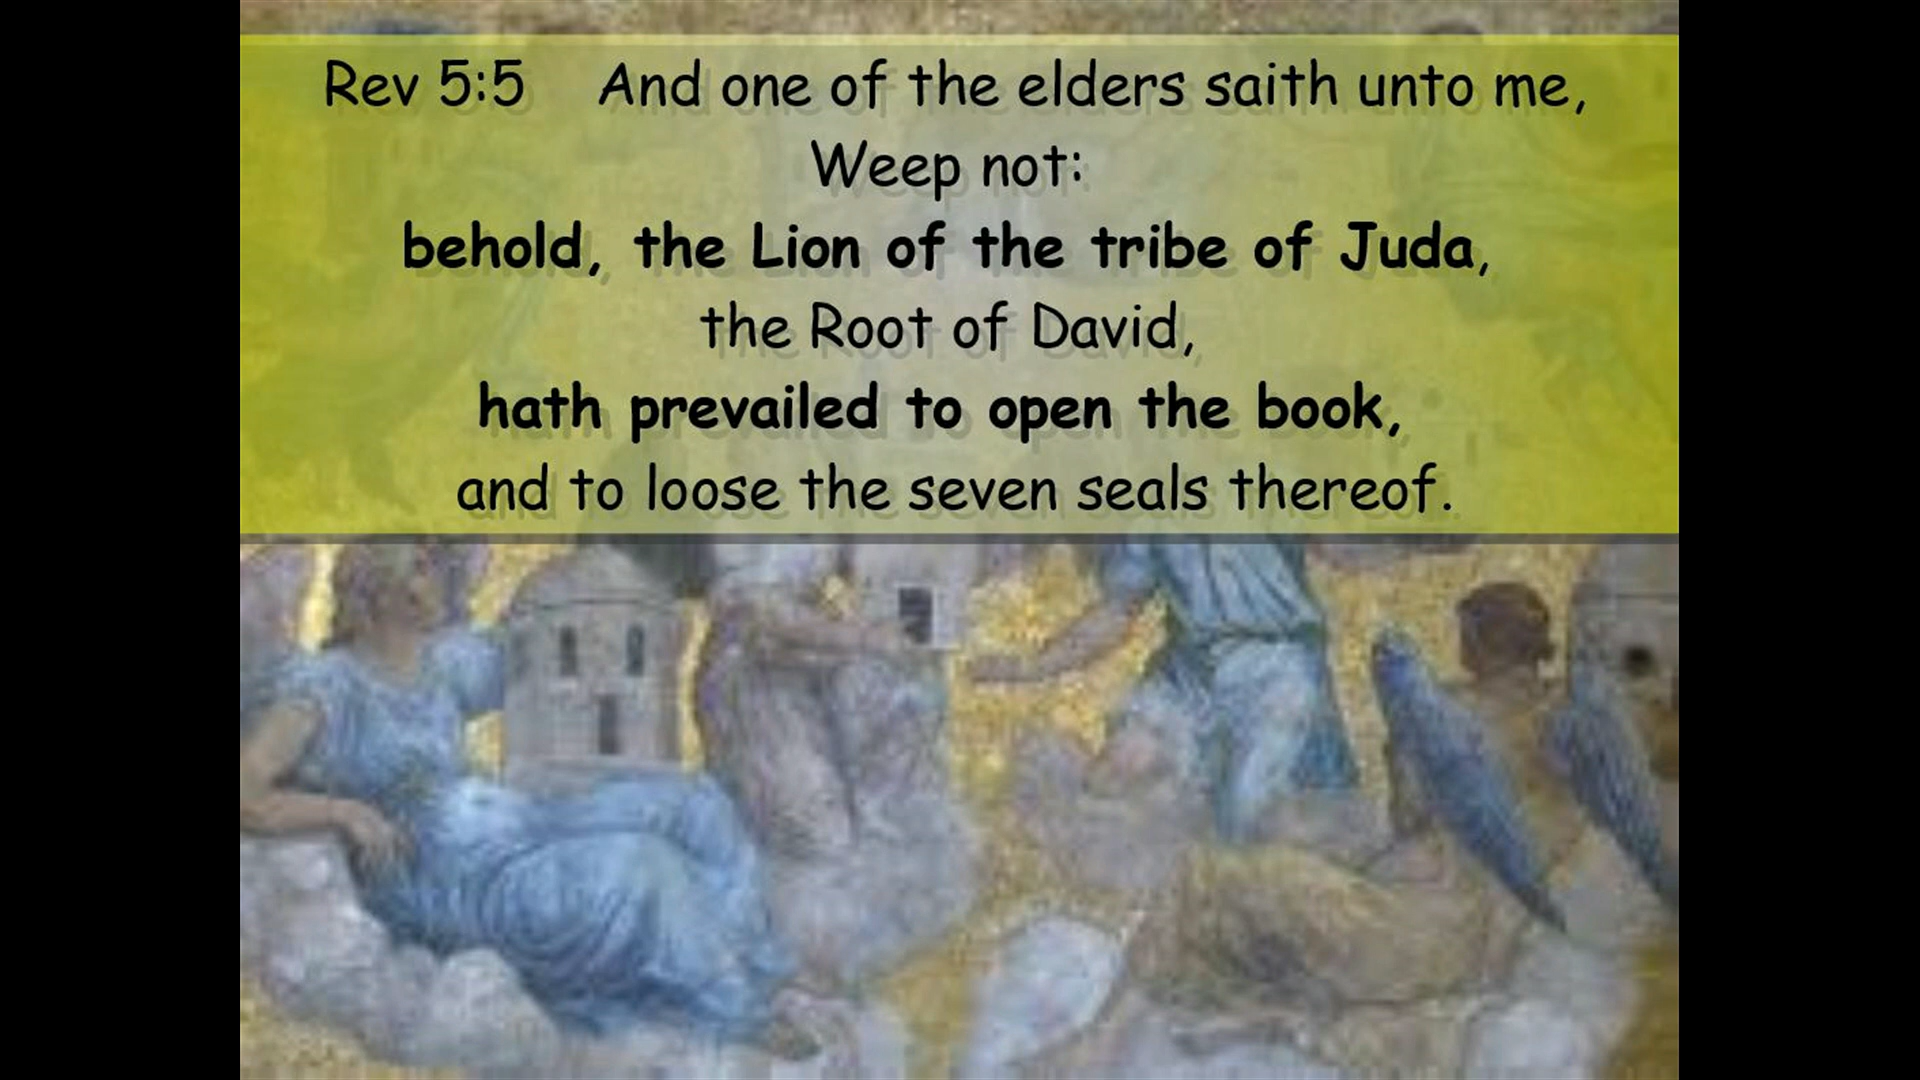 Rev 5:5 And one of the elders saith unto me,
Weep not:
behold, the Lion of the tribe of Juda,
the Root of David,
hath prevailed to open the book,
and to loose the seven seals thereof.